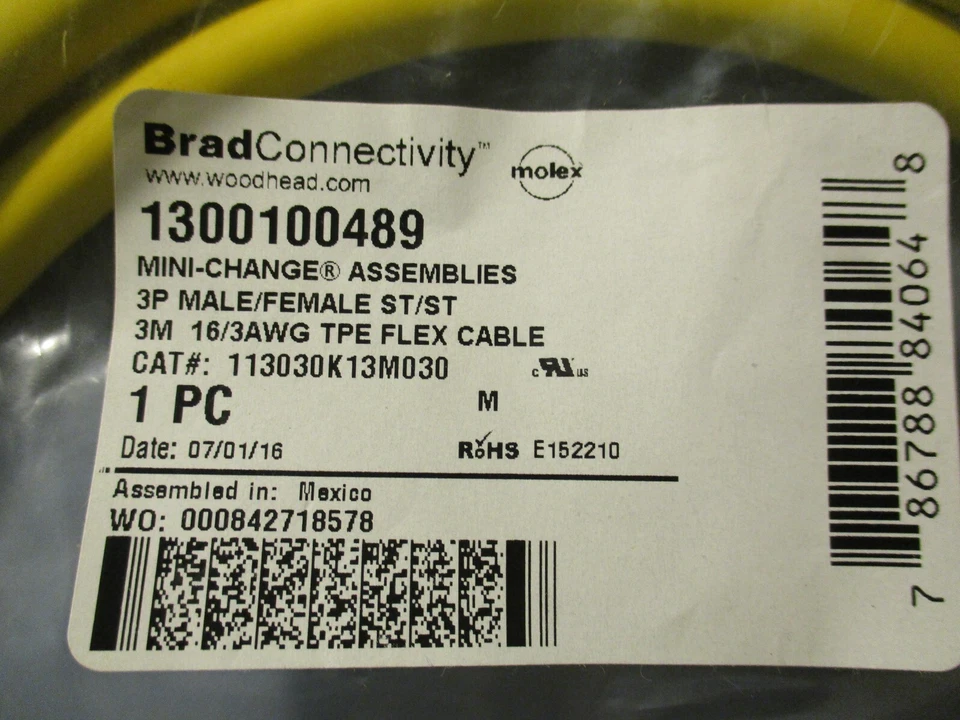 BradConnectivity™
molex
www.woodhead.com
1300100489
MINI-CHANGE® ASSEMBLIES
3P MALE/FEMALE ST/ST
3M 16/3AWG TPE FLEX CABLE
CAT#: 113030K13M030
c RU us
1 PC M
Date: 07/01/16 RoHS E152210
Assembled in: Mexico
WO: 000842718578
7 86788 84064 8